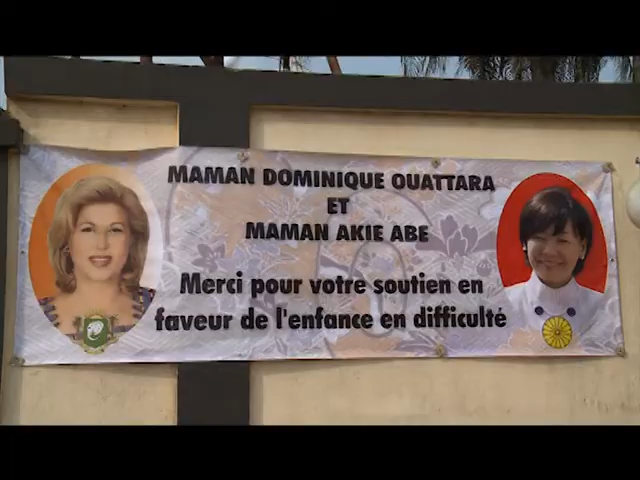 MAMAN DOMINIQUE OUATTARA
ET
MAMAN AKIE ABE
Merci pour votre soutien en
faveur de l'enfance en difficulté